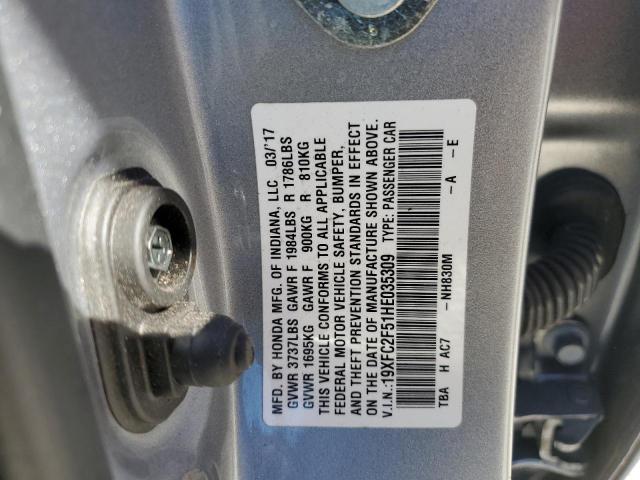 MFD. BY HONDA MFG. OF INDIANA, LLC 03/'17
GVWR 3737LBS GAWR F 1984LBS R 1786LBS
GVWR 1695KG GAWR F 900KG R 810KG
THIS VEHICLE CONFORMS TO ALL APPLICABLE
FEDERAL MOTOR VEHICLE SAFETY, BUMPER,
AND THEFT PREVENTION STANDARDS IN EFFECT
ON THE DATE OF MANUFACTURE SHOWN ABOVE.
V.I.N.:19XFC2F51HE035309 TYPE: PASSENGER CAR
TBA H AC7 – NH830M – A – E